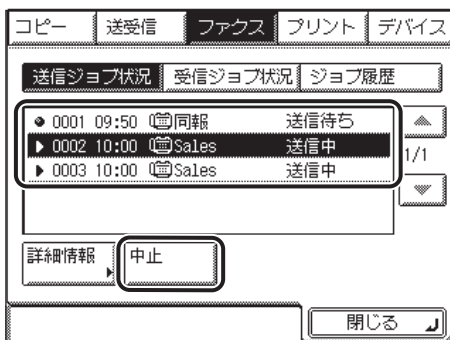 コピー 送受信 ファクス プリント デバイス
送信ジョブ状況 受信ジョブ状況 ジョブ履歴
0001 09:50 同報 送信待ち
0002 10:00 Sales 送信中
1/1
0003 10:00 Sales 送信中
詳細情報 中止
閉じる